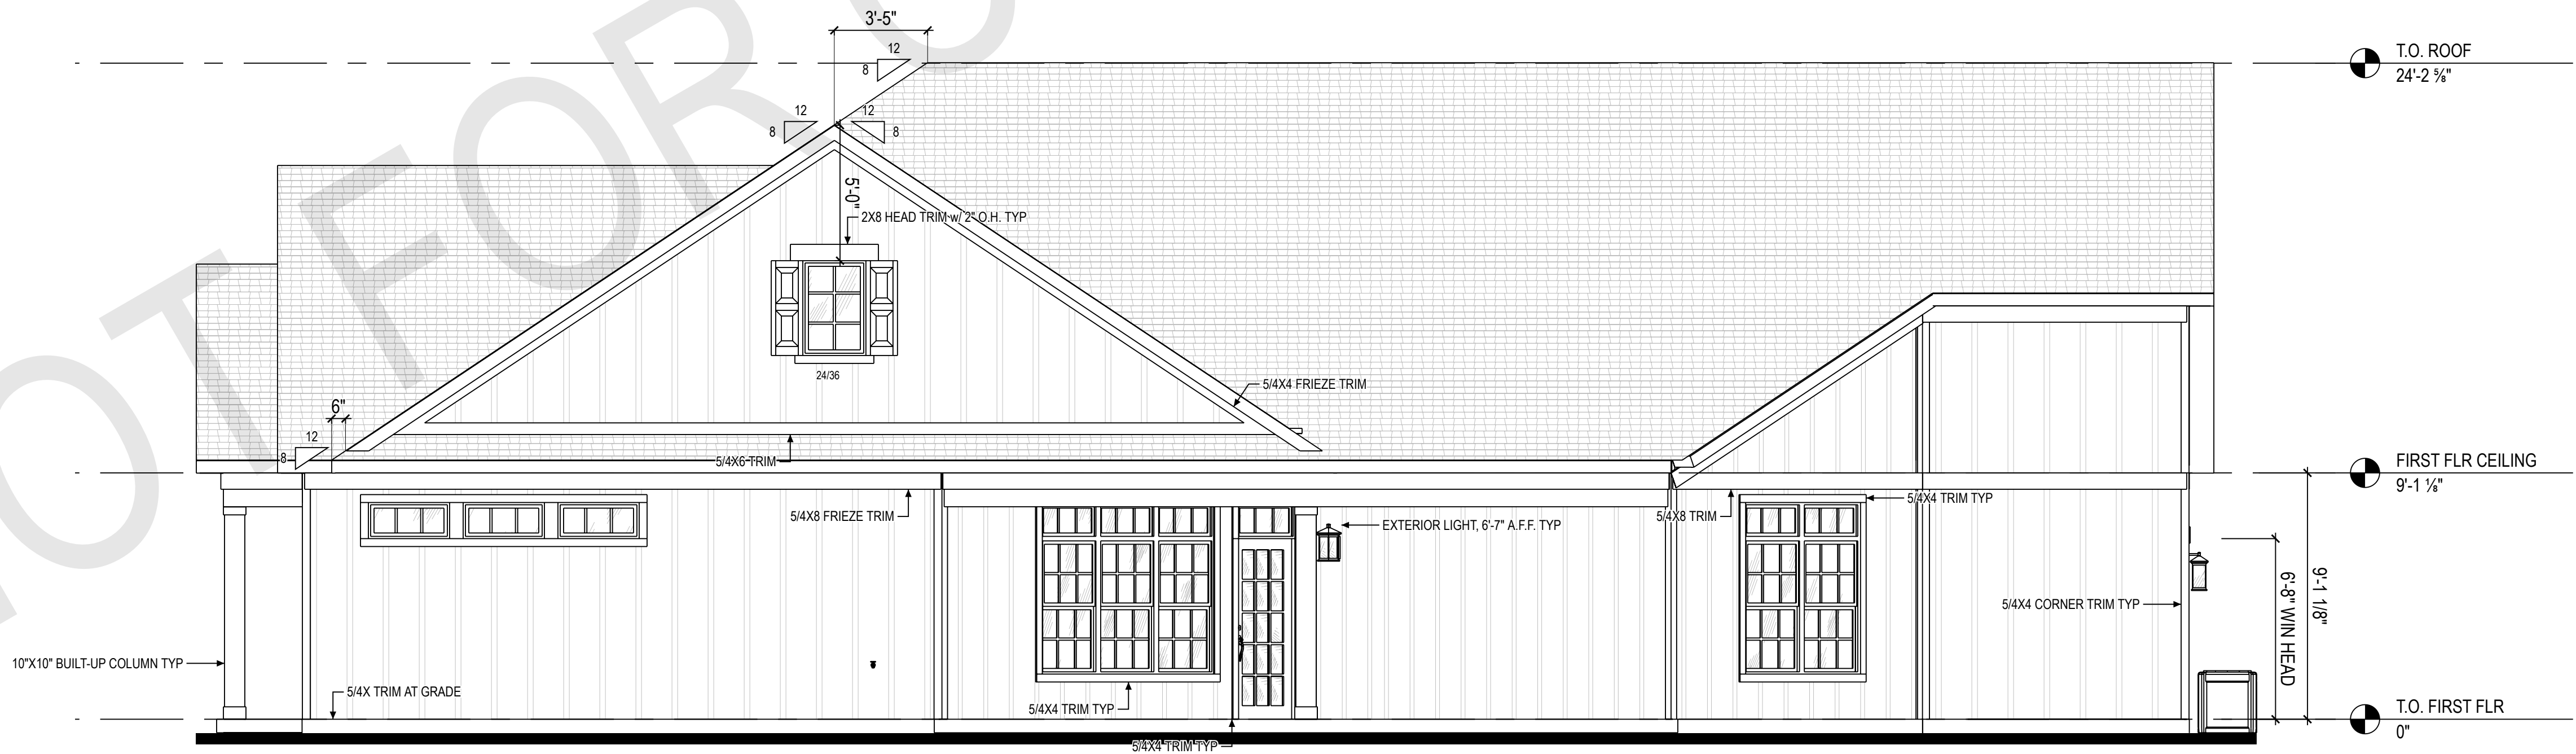 NOT FOR C
3'-5"
12
8
T.O. ROOF
24'-2 ⅝"
12
8
12
8
5'-0"
2X8 HEAD TRIM w/ 2" O.H. TYP
24/36
5/4X4 FRIEZE TRIM
6"
12
8
5/4X6 TRIM
FIRST FLR CEILING
9'-1 ⅛"
5/4X8 FRIEZE TRIM
EXTERIOR LIGHT, 6'-7" A.F.F. TYP
5/4X8 TRIM
5/4X4 TRIM TYP
9'-1 1/8"
6'-8" WIN HEAD
5/4X4 CORNER TRIM TYP
10"X10" BUILT-UP COLUMN TYP
5/4X TRIM AT GRADE
5/4X4 TRIM TYP
5/4X4 TRIM TYP
T.O. FIRST FLR
0"